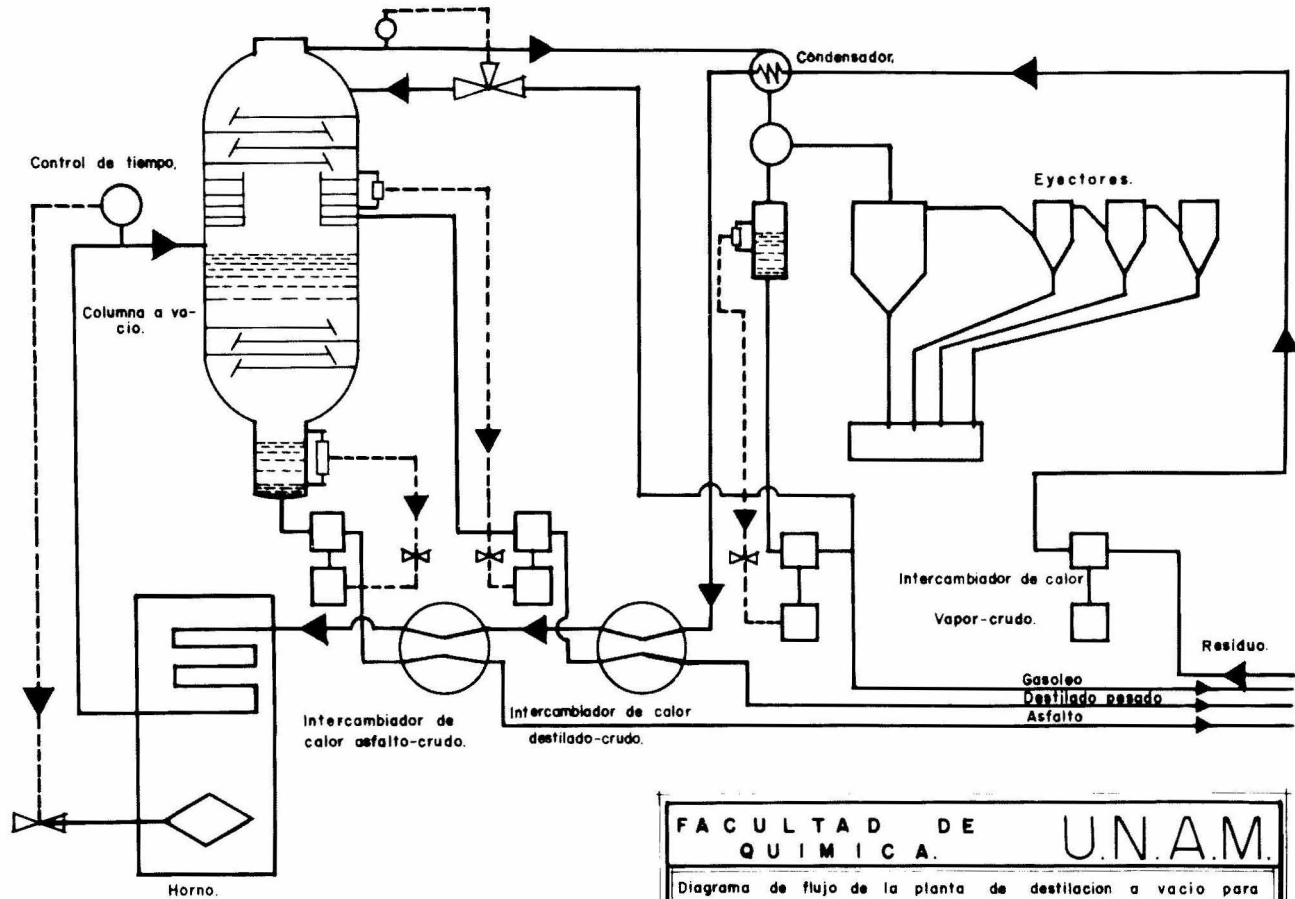 Condensador,
Control de tiempo,
Eyectores.
Columna a va-
cio.
Intercambiador de calor
Vapor-crudo.
Residuo.
Gasoleo
Destilado pesado
Asfalto
Intercambiador de
calor asfalto-crudo.
Intercambiador de calor
destilado-crudo.
Horno.
FACULTAD DE
QUIMICA.
U.N.A.M.
Diagrama de flujo de la planta de destilacion a vacio para